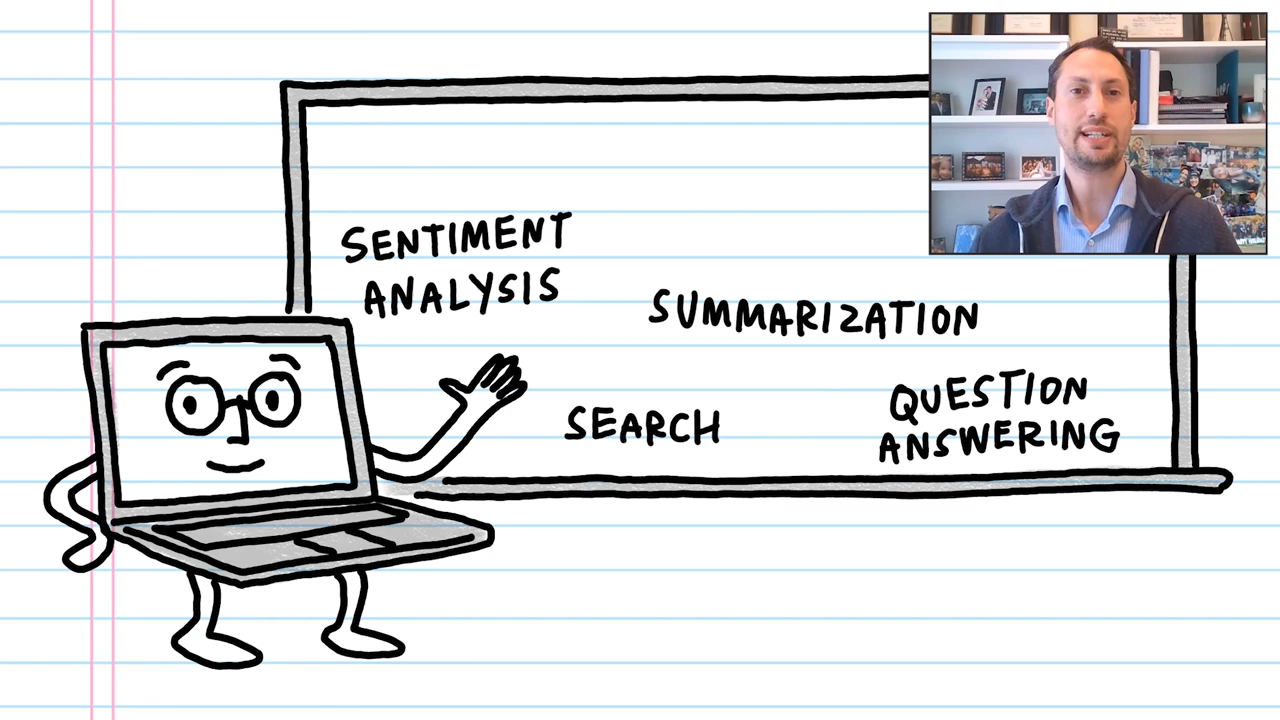 SENTIMENT
ANALYSIS
SUMMARIZATION
SEARCH
QUESTION
ANSWERING